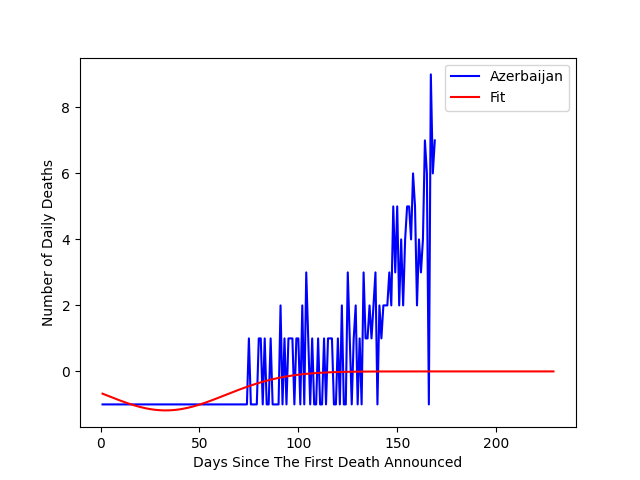 Azerbaijan
Fit
Number of Daily Deaths
8
6
4
2
0
0
50
100
150
200
Days Since The First Death Announced